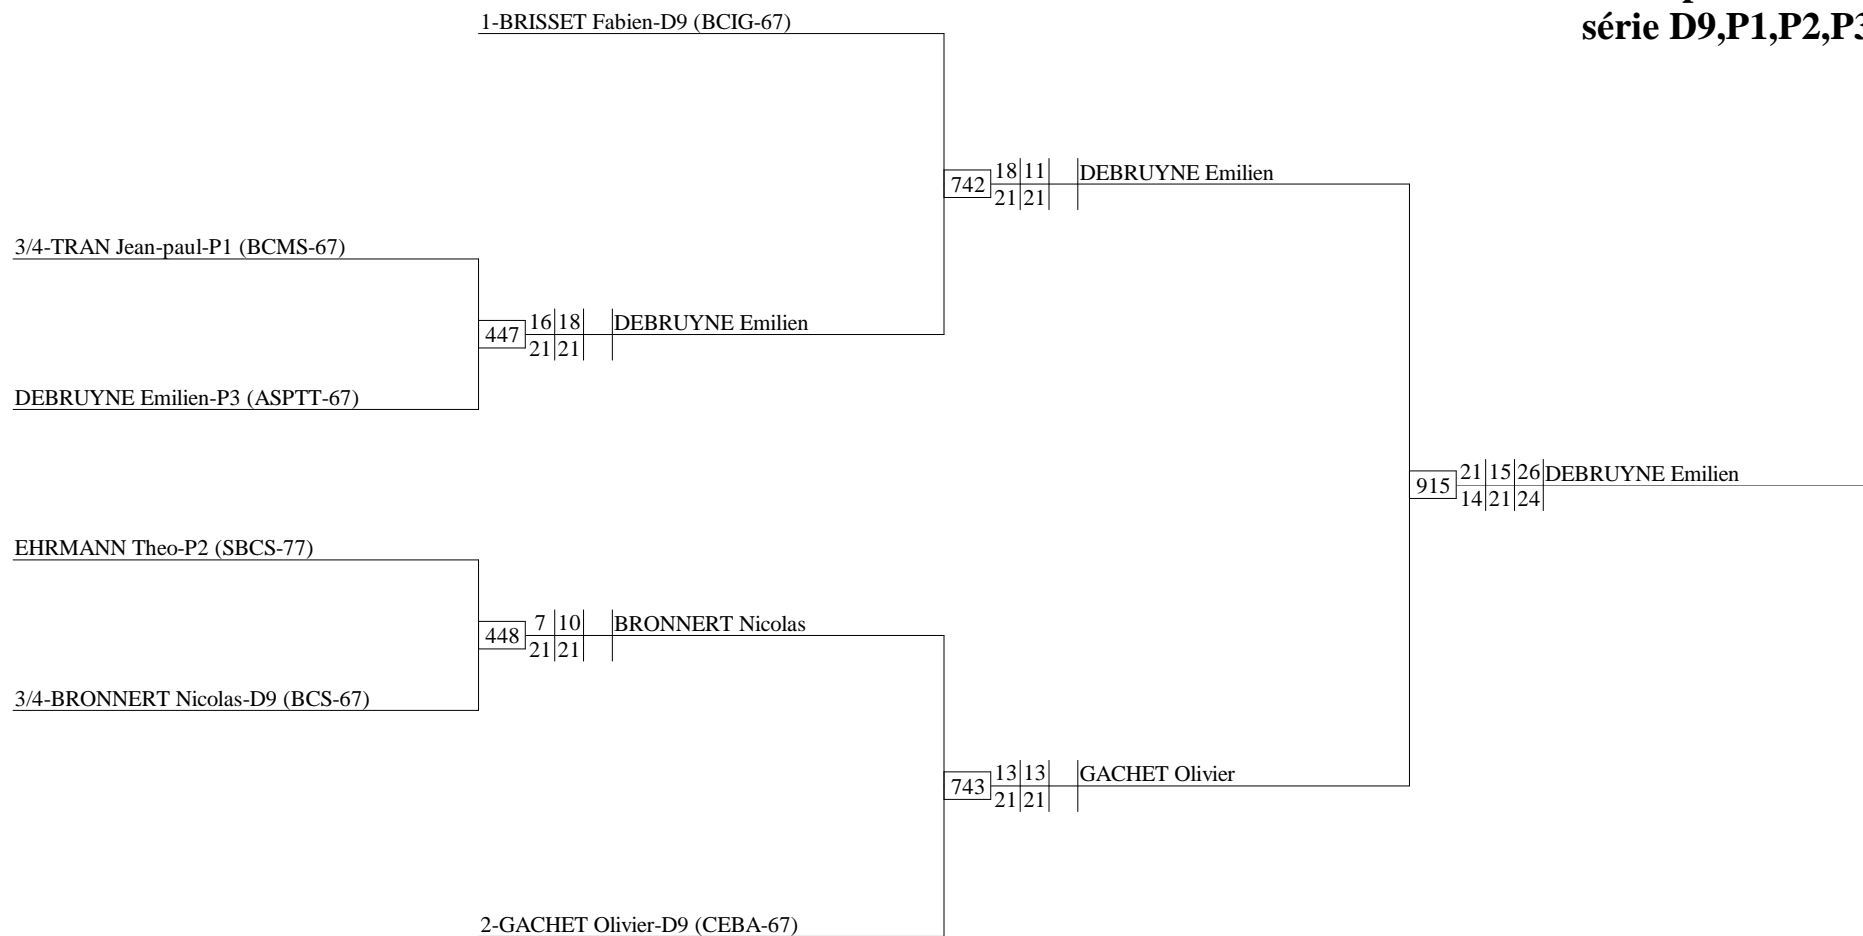 série D9,P1,P2,P3
1-BRISSET Fabien-D9 (BCIG-67)
742 18 11 DEBRUYNE Emilien
21 21
3/4-TRAN Jean-paul-P1 (BCMS-67)
447 16 18 DEBRUYNE Emilien
21 21
DEBRUYNE Emilien-P3 (ASPTT-67)
915 21 15 26 DEBRUYNE Emilien
14 21 24
EHRMANN Theo-P2 (SBCS-77)
448 7 10 BRONNERT Nicolas
21 21
3/4-BRONNERT Nicolas-D9 (BCS-67)
743 13 13 GACHET Olivier
21 21
2-GACHET Olivier-D9 (CEBA-67)